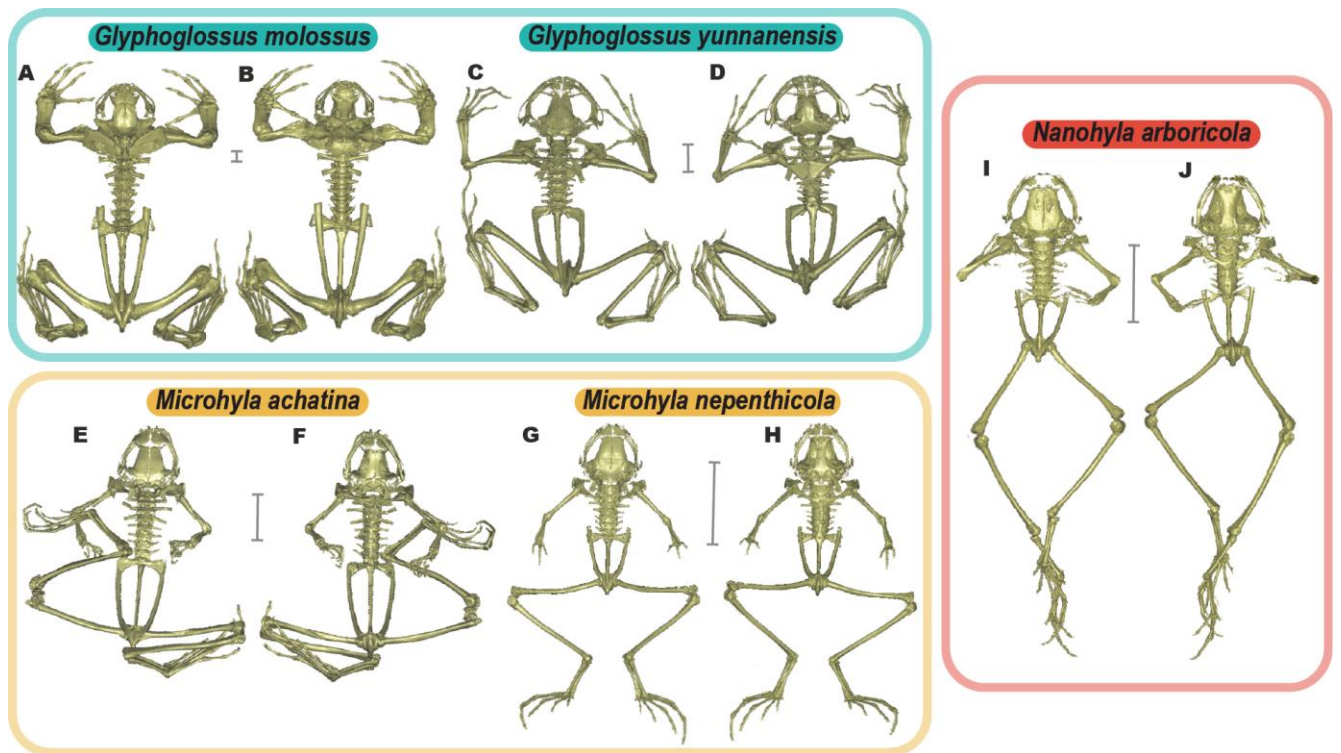 Glyphoglossus molossus
Glyphoglossus yunnanensis
A
B
C
D
Nanohyla arboricola
I
J
Microhyla achatina
Microhyla nepenthicola
E
F
G
H